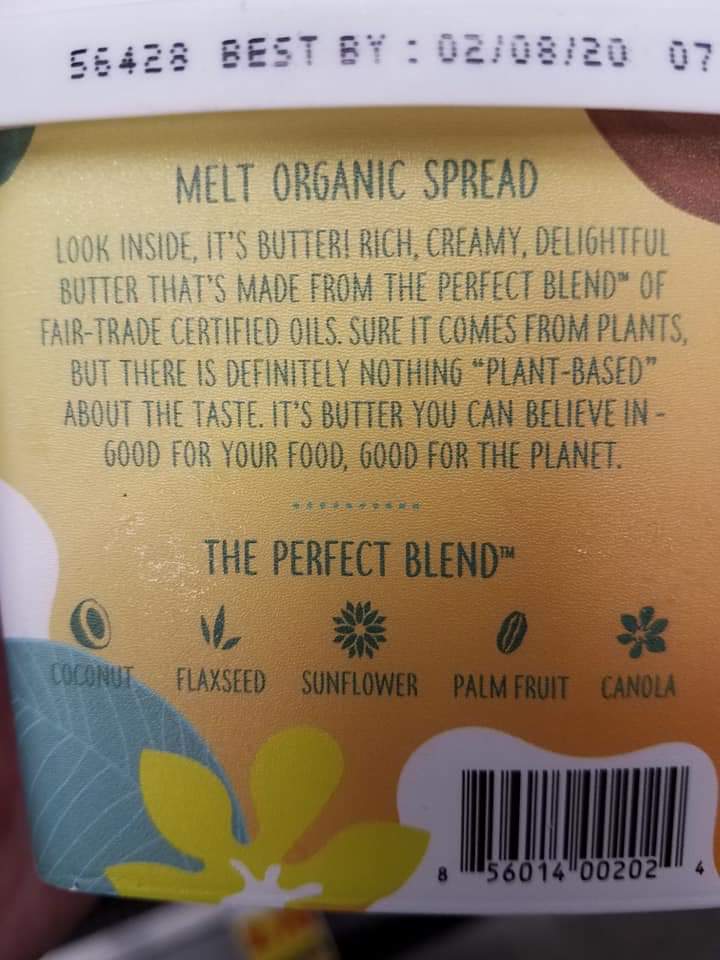 56428 BEST BY : 02/08/20 07
MELT ORGANIC SPREAD
LOOK INSIDE, IT'S BUTTER! RICH, CREAMY, DELIGHTFUL
BUTTER THAT'S MADE FROM THE PERFECT BLEND™ OF
FAIR-TRADE CERTIFIED OILS. SURE IT COMES FROM PLANTS,
BUT THERE IS DEFINITELY NOTHING "PLANT-BASED"
ABOUT THE TASTE. IT'S BUTTER YOU CAN BELIEVE IN -
GOOD FOR YOUR FOOD, GOOD FOR THE PLANET.
THE PERFECT BLEND™
COCONUT FLAXSEED SUNFLOWER PALM FRUIT CANOLA
8 56014 00202 4